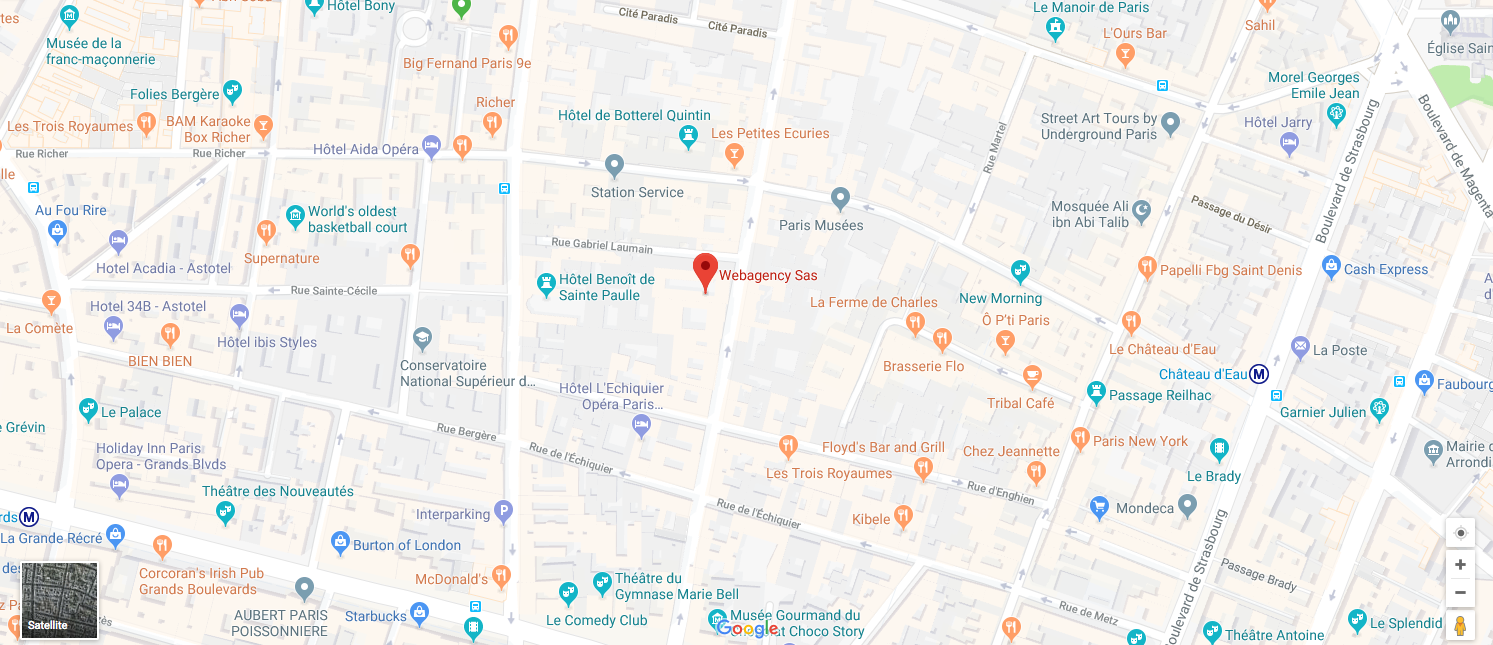 Hôtel Bony
Cité Paradis
Cité Paradis
Le Manoir de Paris
Sahil
L'Ours Bar
Musée de la
franc-maçonnerie
Big Fernand Paris 9e
Église Sain
Morel Georges
Emile Jean
Folies Bergère
Richer
Les Trois Royaumes
BAM Karaoke
Box Richer
Hôtel de Botterel Quintin
Les Petites Ecuries
Street Art Tours by
Underground Paris
Hôtel Jarry
Boulevard de Strasbourg
Boulevard de Magenta
Rue Richer
Rue Richer
Hôtel Aida Opéra
Rue Martel
lle
Station Service
Au Fou Rire
World's oldest
basketball court
Paris Musées
Mosquée Ali
ibn Abi Talib
Passage du Désir
Supernature
Rue Gabriel Laumain
Hotel Acadia - Astotel
Webagency Sas
Papelli Fbg Saint Denis
Cash Express
Hôtel Benoît de
Sainte Paulle
Rue Sainte-Cécile
La Ferme de Charles
New Morning
Hotel 34B - Astotel
La Comète
Ô P'ti Paris
Hôtel ibis Styles
BIEN BIEN
Le Château d'Eau
La Poste
Conservatoire
National Supérieur d...
Brasserie Flo
Château d'Eau
M
Faubourg
Hôtel L'Echiquier
Opéra Paris...
Tribal Café
Passage Reilhac
Le Palace
Garnier Julien
e Grévin
Rue Bergère
Paris New York
Holiday Inn Paris
Opera - Grands Blvds
Rue de l'Échiquier
Floyd's Bar and Grill
Chez Jeannette
Mairie d
Arrondi
Les Trois Royaumes
Le Brady
Théâtre des Nouveautés
Rue d'Enghien
Interparking
P
Rue de l'Échiquier
Kibele
Mondeca
rds
M
La Grande Récré
Burton of London
Boulevard de Strasbourg
Corcoran's Irish Pub
Grands Boulevards
McDonald's
Théâtre du
Gymnase Marie Bell
Passage Brady
AUBERT PARIS
POISSONNIERE
Starbucks
The Comedy Club
Musée Gourmand du
Choco Story
Google
Rue de Metz
Théâtre Antoine
Le Splendid
Satellite